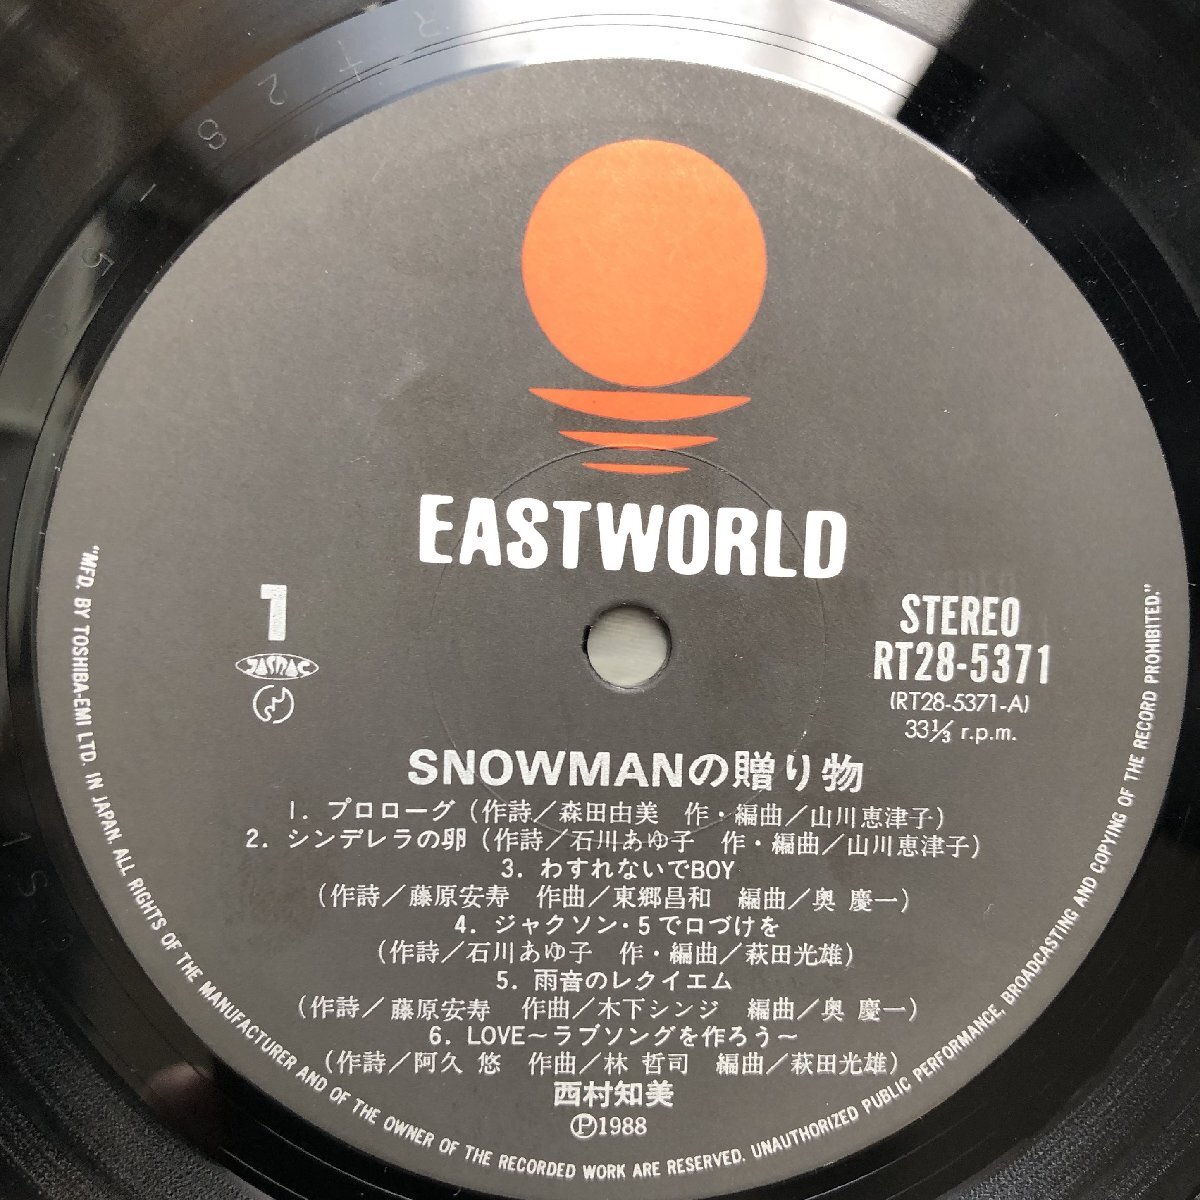 EASTWORLD
1
JASRAC
STEREO
RT28-5371
(RT28-5371-A)
33⅓ r.p.m.
SNOWMANの贈り物
1. プロローグ (作詩/森田由美 作・編曲/山川恵津子)
2. シンデレラの卵 (作詩/石川あゆ子 作・編曲/山川恵津子)
3. わすれないでBOY
(作詩/藤原安寿 作曲/東郷昌和 編曲/奥 慶一)
4. ジャクソン・5で口づけを
(作詩/石川あゆ子 作・編曲/萩田光雄)
5. 雨音のレクイエム
(作詩/藤原安寿 作曲/木下シンジ 編曲/奥 慶一)
6. LOVE〜ラブソングを作ろう〜
(作詩/阿久 悠 作曲/林 哲司 編曲/萩田光雄)
西村知美
Ⓟ1988
"MFD. BY TOSHIBA-EMI LTD. IN JAPAN. ALL RIGHTS OF THE MANUFACTURER AND OF THE OWNER OF THE RECORDED WORK ARE RESERVED. UNAUTHORIZED PUBLIC PERFORMANCE, BROADCASTING AND COPYING OF THE RECORD PROHIBITED."